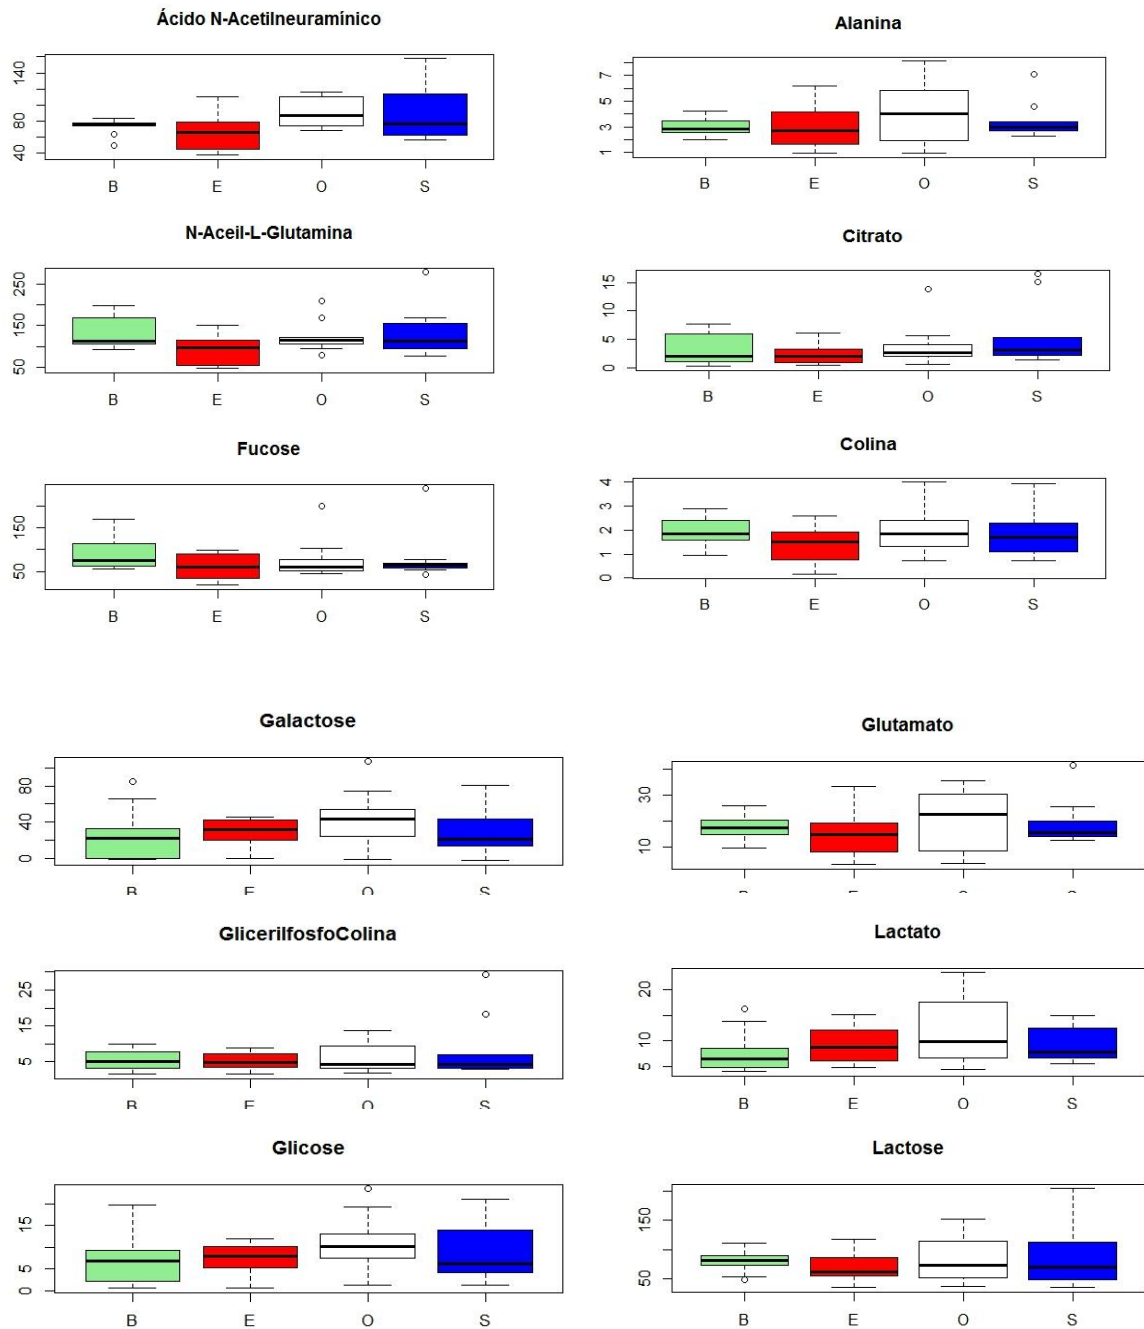 Ácido N-Acetilneuramínico
140
80
40
B E O S
Alanina
7
5
3
1
B E O S
N-Aceil-L-Glutamina
250
150
50
B E O S
Citrato
15
10
5
0
B E O S
Fucose
150
50
B E O S
Colina
4
3
2
1
0
B E O S
Galactose
80
40
0
B E O S
Glutamato
30
10
B E O S
GlicerilfosfoColina
25
15
5
B E O S
Lactato
20
10
5
B E O S
Glicose
15
5
0
B E O S
Lactose
150
50
B E O S